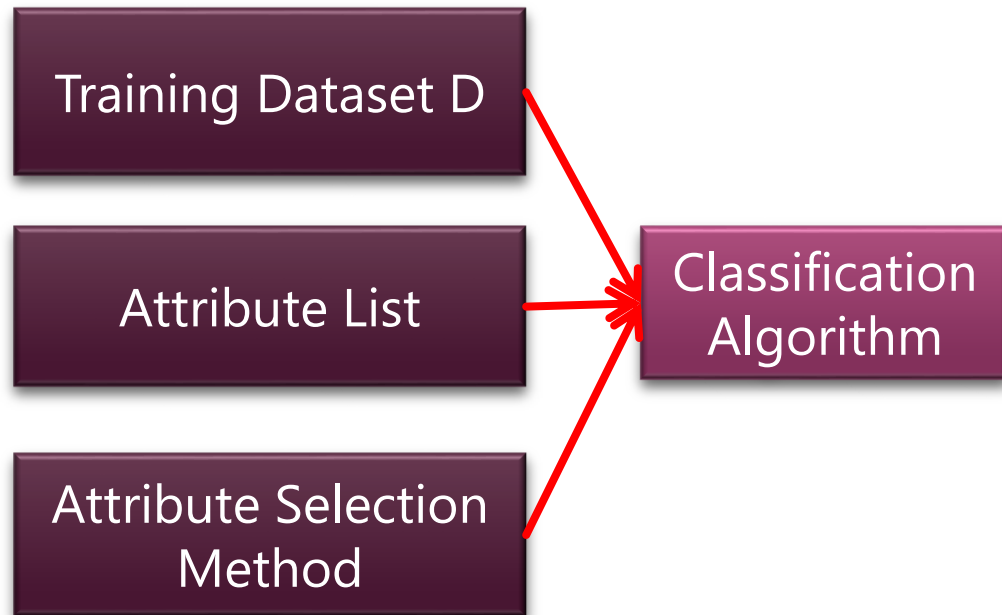 Training Dataset D
Attribute List
Classification
Algorithm
Attribute Selection
Method